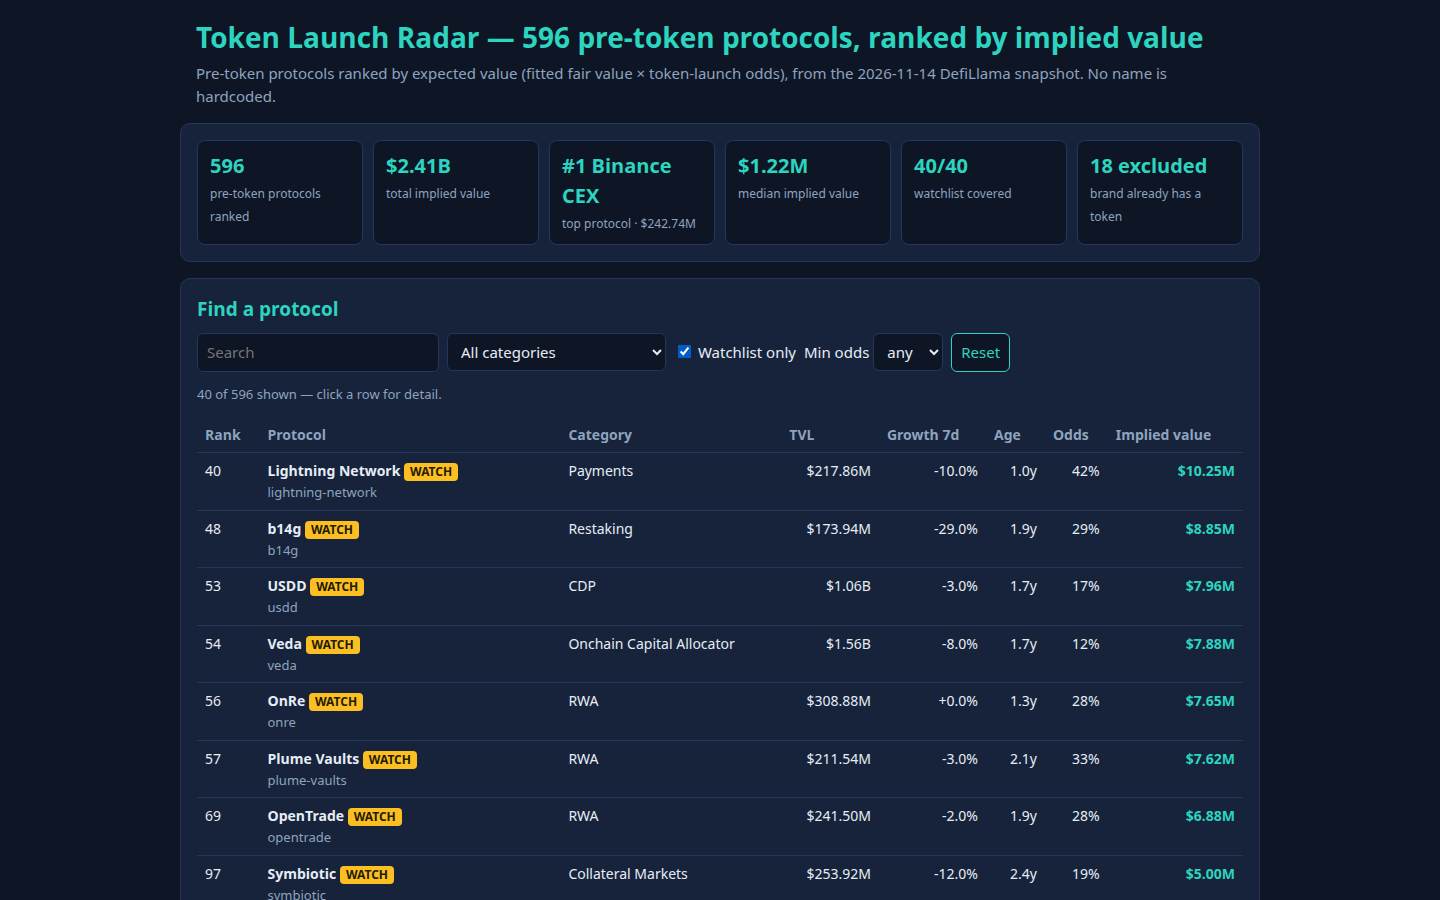 Token Launch Radar — 596 pre-token protocols, ranked by implied value
Pre-token protocols ranked by expected value (fitted fair value × token-launch odds), from the 2026-11-14 DefiLlama snapshot. No name is
hardcoded.
596
pre-token protocols
ranked
$2.41B
total implied value
#1 Binance
CEX
top protocol · $242.74M
$1.22M
median implied value
40/40
watchlist covered
18 excluded
brand already has a
token
Find a protocol
Search All categories Watchlist only Min odds any Reset
40 of 596 shown — click a row for detail.
Rank Protocol Category TVL Growth 7d Age Odds Implied value
40 Lightning Network WATCH Payments $217.86M -10.0% 1.0y 42% $10.25M
lightning-network
48 b14g WATCH Restaking $173.94M -29.0% 1.9y 29% $8.85M
b14g
53 USDD WATCH CDP $1.06B -3.0% 1.7y 17% $7.96M
usdd
54 Veda WATCH Onchain Capital Allocator $1.56B -8.0% 1.7y 12% $7.88M
veda
56 OnRe WATCH RWA $308.88M +0.0% 1.3y 28% $7.65M
onre
57 Plume Vaults WATCH RWA $211.54M -3.0% 2.1y 33% $7.62M
plume-vaults
69 OpenTrade WATCH RWA $241.50M -2.0% 1.9y 28% $6.88M
opentrade
97 Symbiotic WATCH Collateral Markets $253.92M -12.0% 2.4y 19% $5.00M
symbiotic